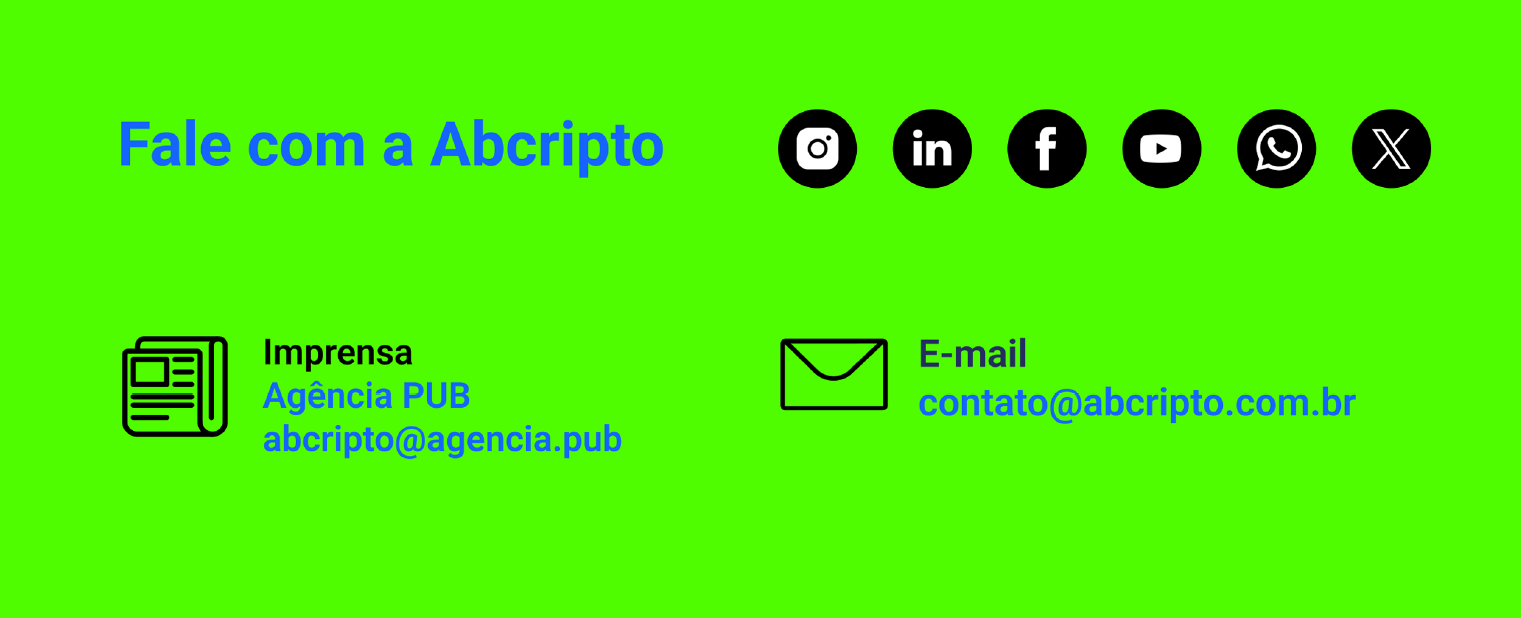 Fale com a Abcripto
Imprensa
Agência PUB
abcripto@agencia.pub
E-mail
contato@abcripto.com.br